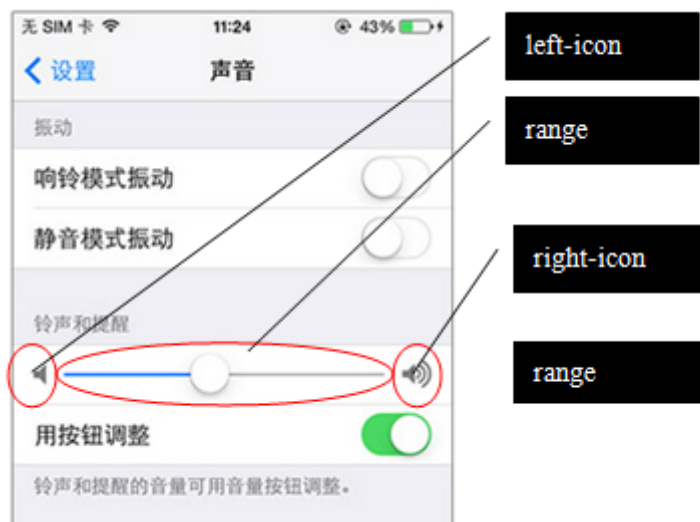 无 SIM 卡 11:24 43%
设置 声音
振动
响铃模式振动
静音模式振动
铃声和提醒
用按钮调整
铃声和提醒的音量可用音量按钮调整。
left-icon
range
right-icon
range